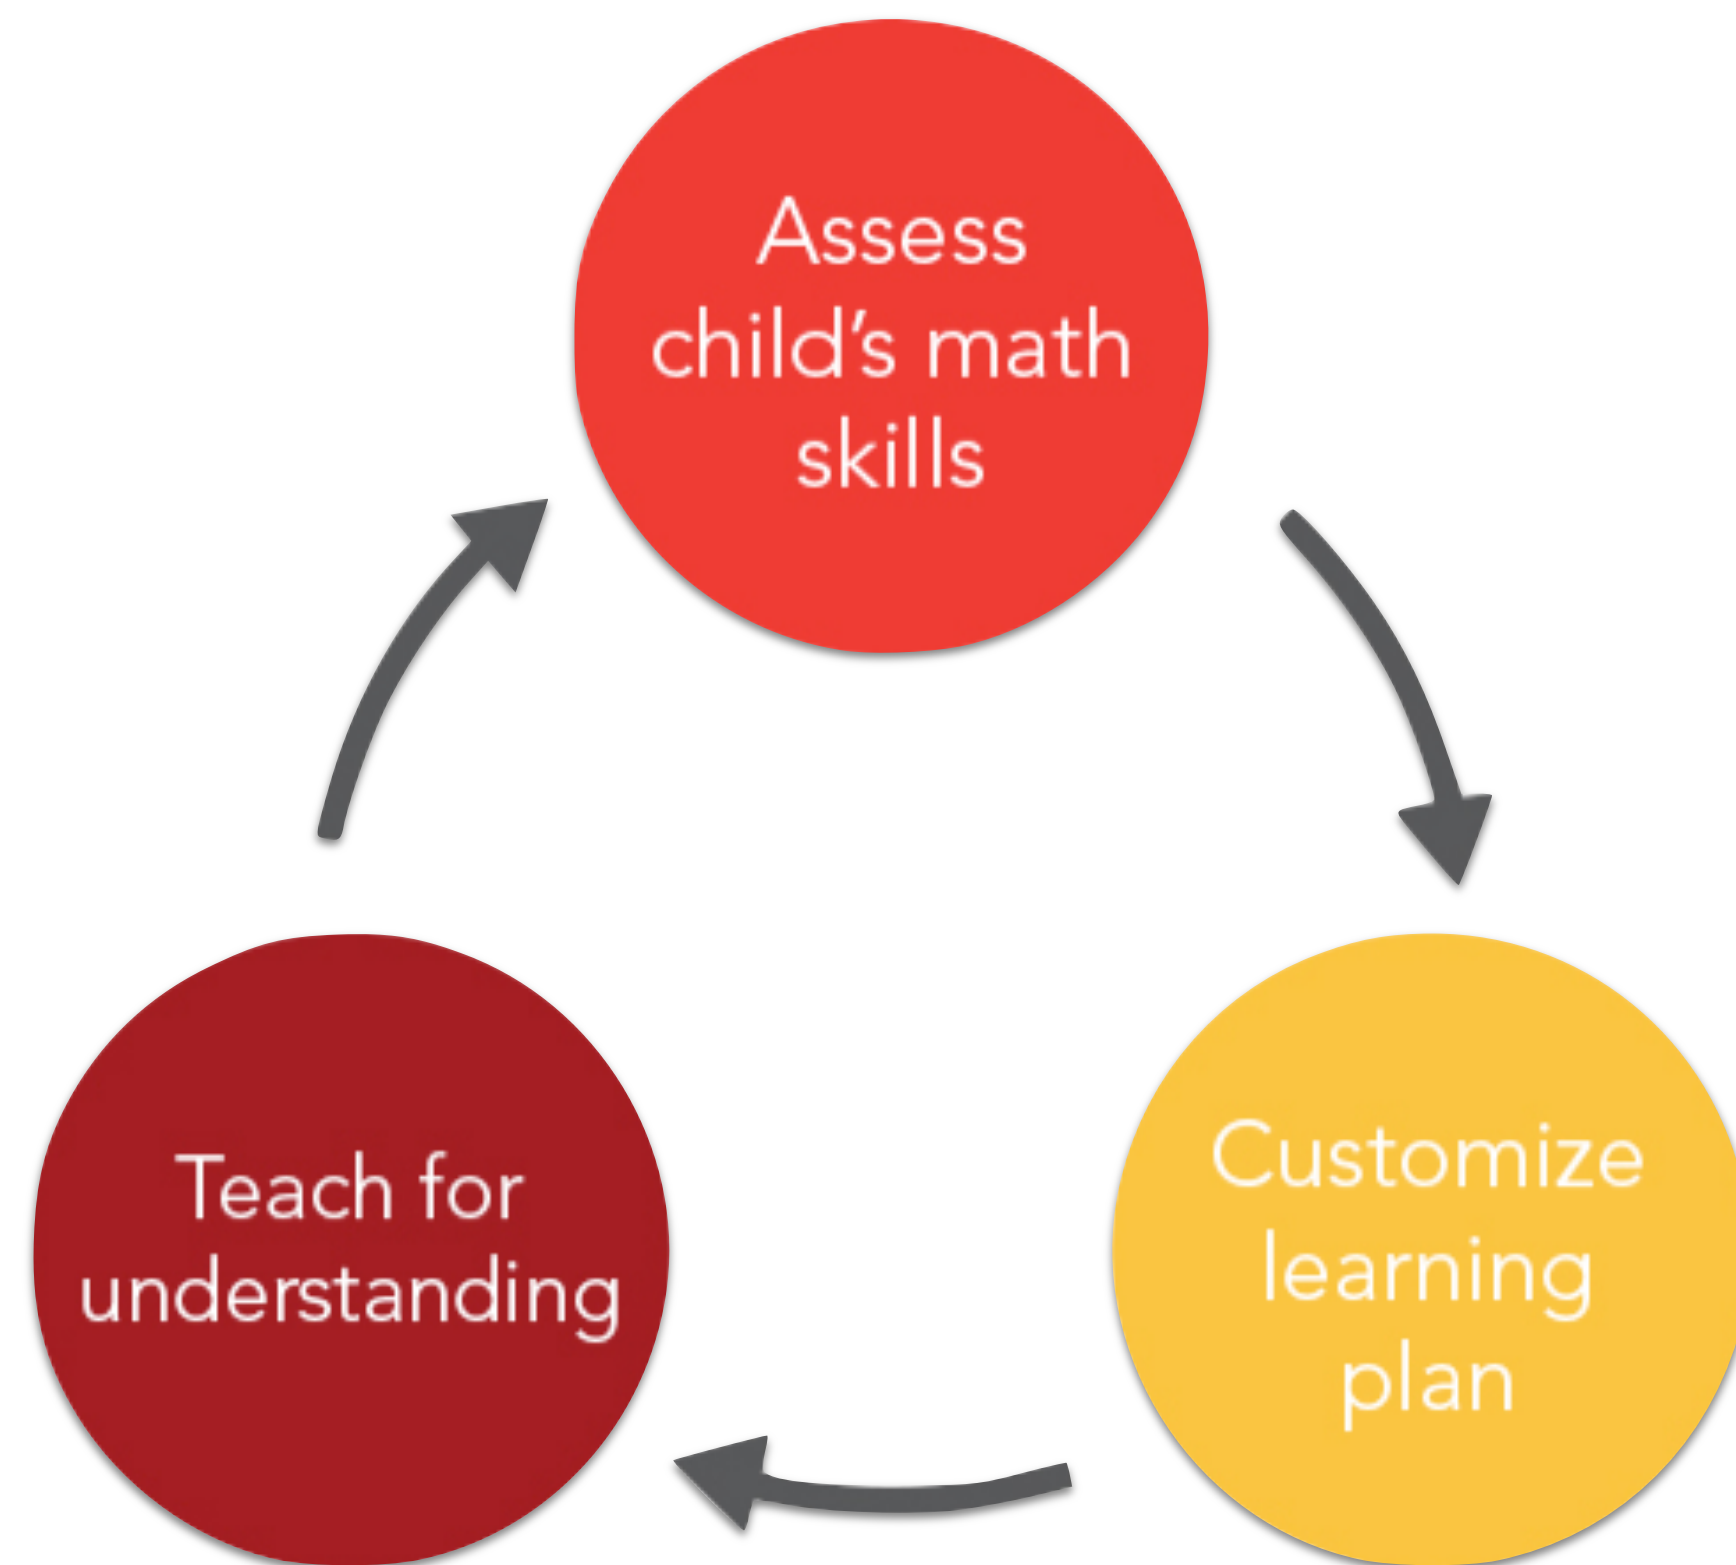 Assess
child’s math
skills
Customize
learning
plan
Teach for
understanding